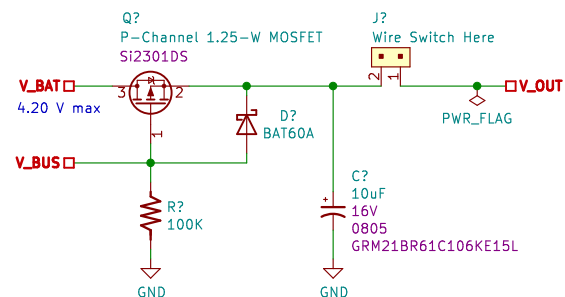 Q?
P-Channel 1.25-W MOSFET
Si2301DS
J?
Wire Switch Here
V_BAT
3
2
2
1
V_OUT
4.20 V max
PWR_FLAG
1
D?
BAT60A
V_BUS
C?
10uF
16V
0805
GRM21BR61C106KE15L
+
R?
100K
GND
GND